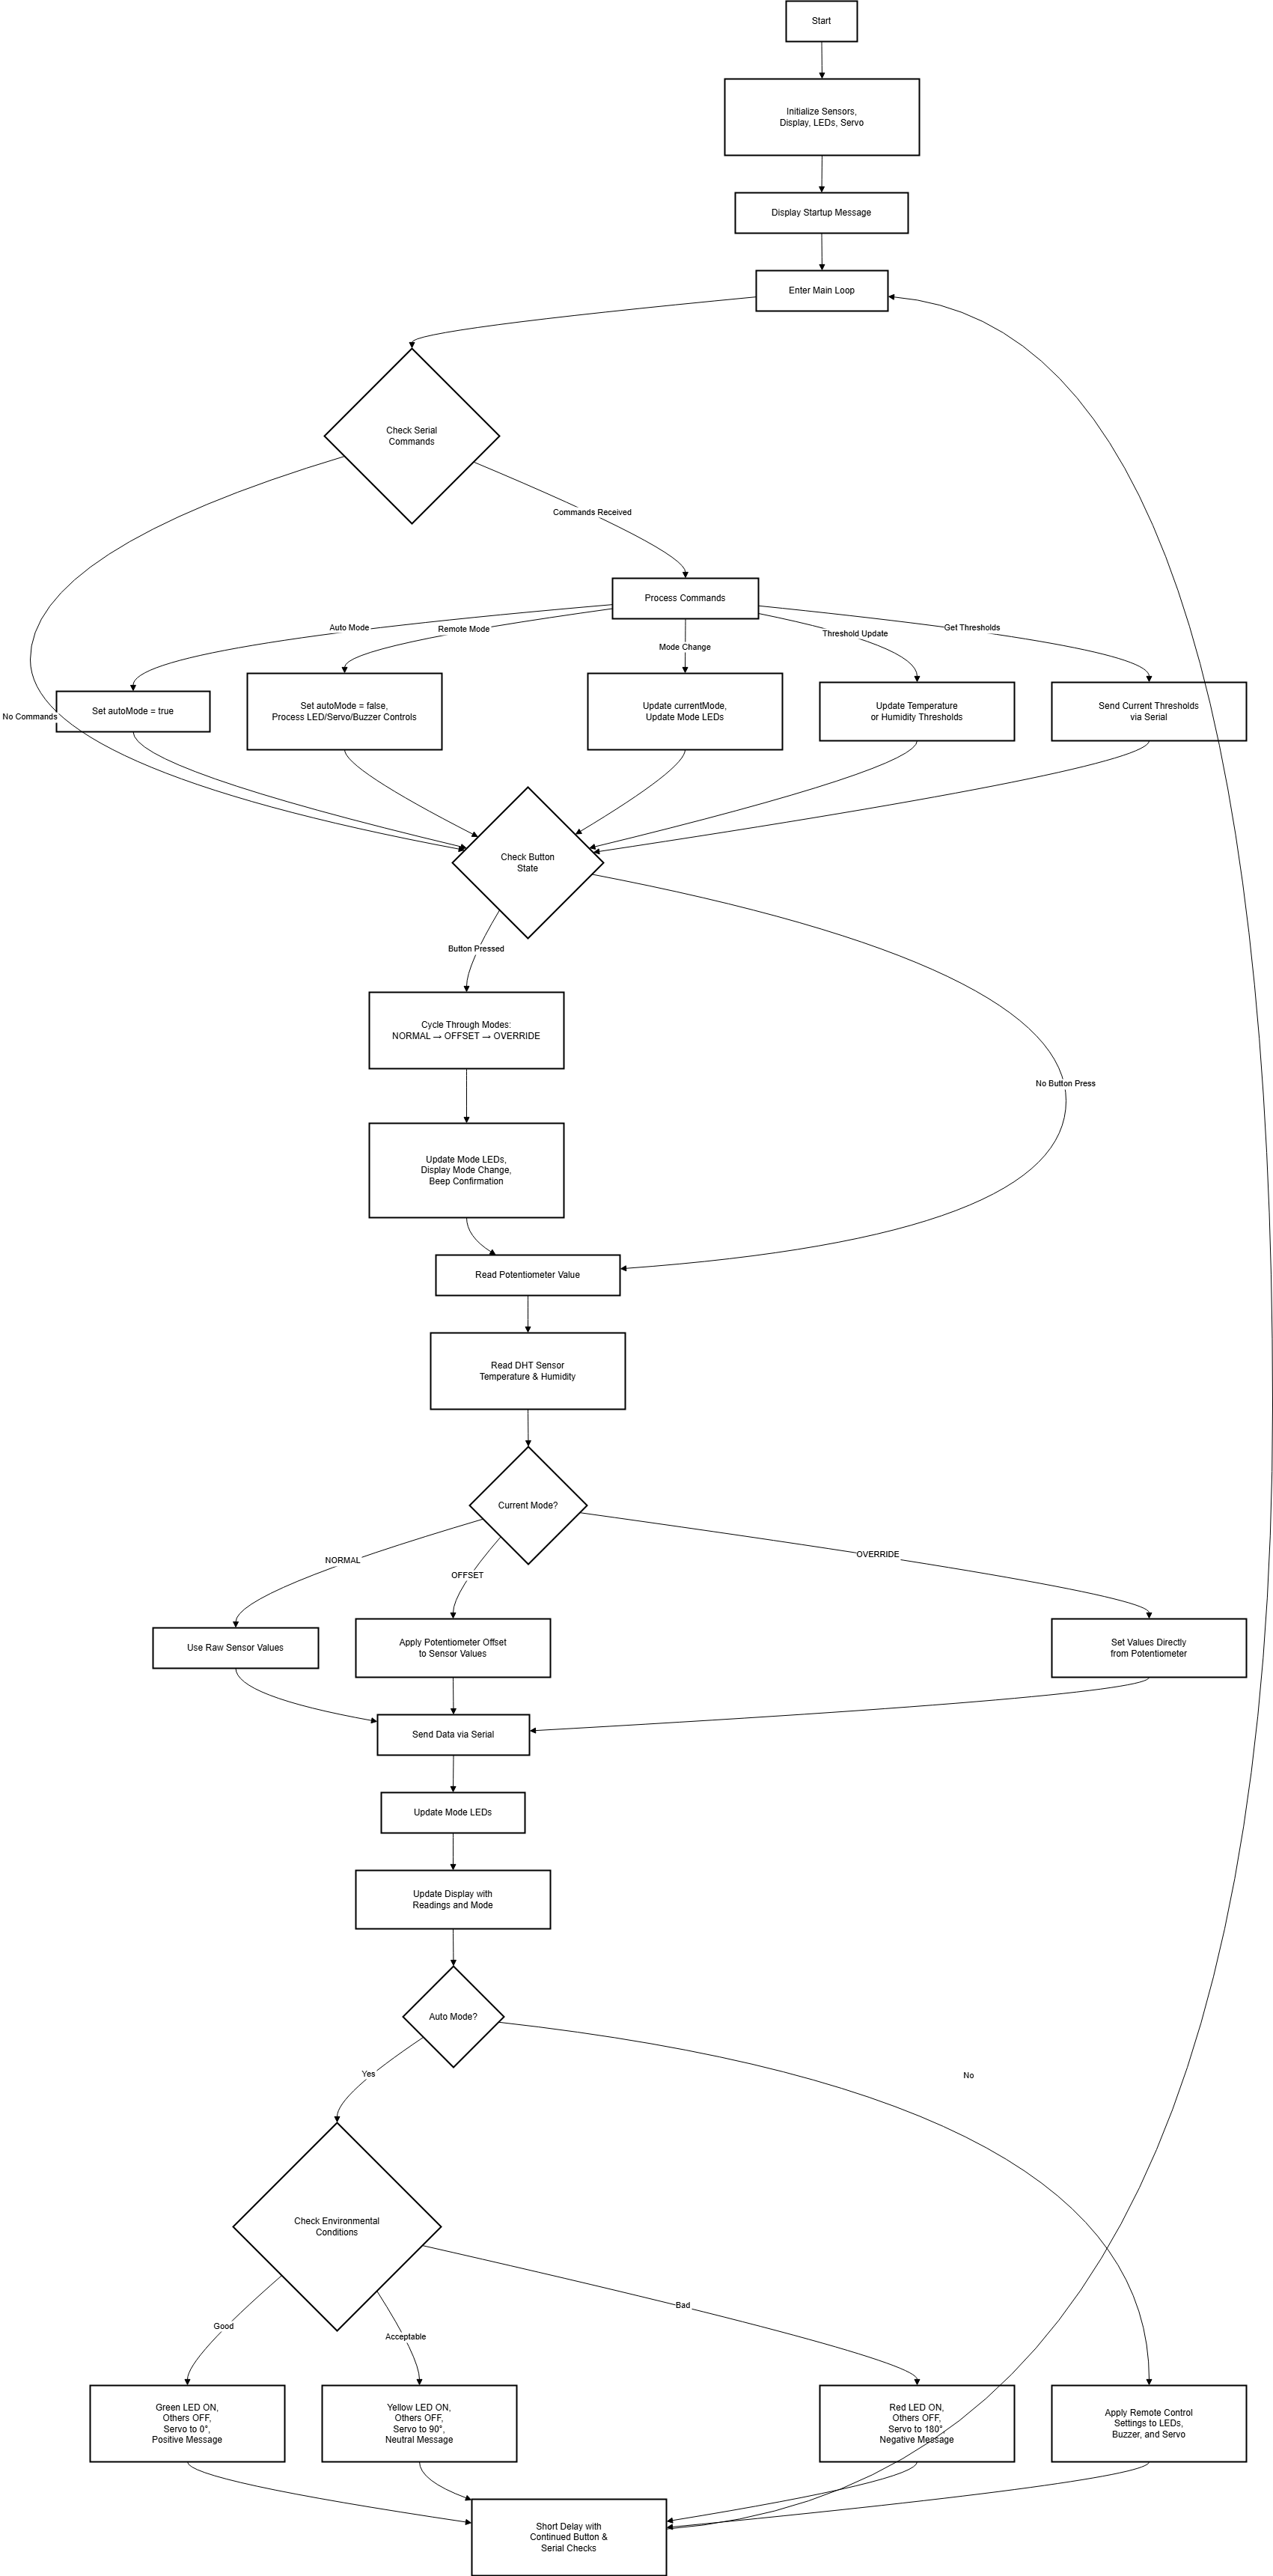 Start
Initialize Sensors,
Display, LEDs, Servo
Display Startup Message
Enter Main Loop
Check Serial
Commands
Commands Received
Process Commands
Auto Mode
Remote Mode
Mode Change
Threshold Update
Get Thresholds
No Commands
Set autoMode = true
Set autoMode = false,
Process LED/Servo/Buzzer Controls
Update currentMode,
Update Mode LEDs
Update Temperature
or Humidity Thresholds
Send Current Thresholds
via Serial
Check Button
State
Button Pressed
Cycle Through Modes:
NORMAL → OFFSET → OVERRIDE
No Button Press
Update Mode LEDs,
Display Mode Change,
Beep Confirmation
Read Potentiometer Value
Read DHT Sensor
Temperature & Humidity
Current Mode?
NORMAL
OFFSET
OVERRIDE
Use Raw Sensor Values
Apply Potentiometer Offset
to Sensor Values
Set Values Directly
from Potentiometer
Send Data via Serial
Update Mode LEDs
Update Display with
Readings and Mode
Auto Mode?
Yes
No
Check Environmental
Conditions
Good
Acceptable
Bad
Green LED ON,
Others OFF,
Servo to 0°,
Positive Message
Yellow LED ON,
Others OFF,
Servo to 90°,
Neutral Message
Red LED ON,
Others OFF,
Servo to 180°,
Negative Message
Apply Remote Control
Settings to LEDs,
Buzzer, and Servo
Short Delay with
Continued Button &
Serial Checks